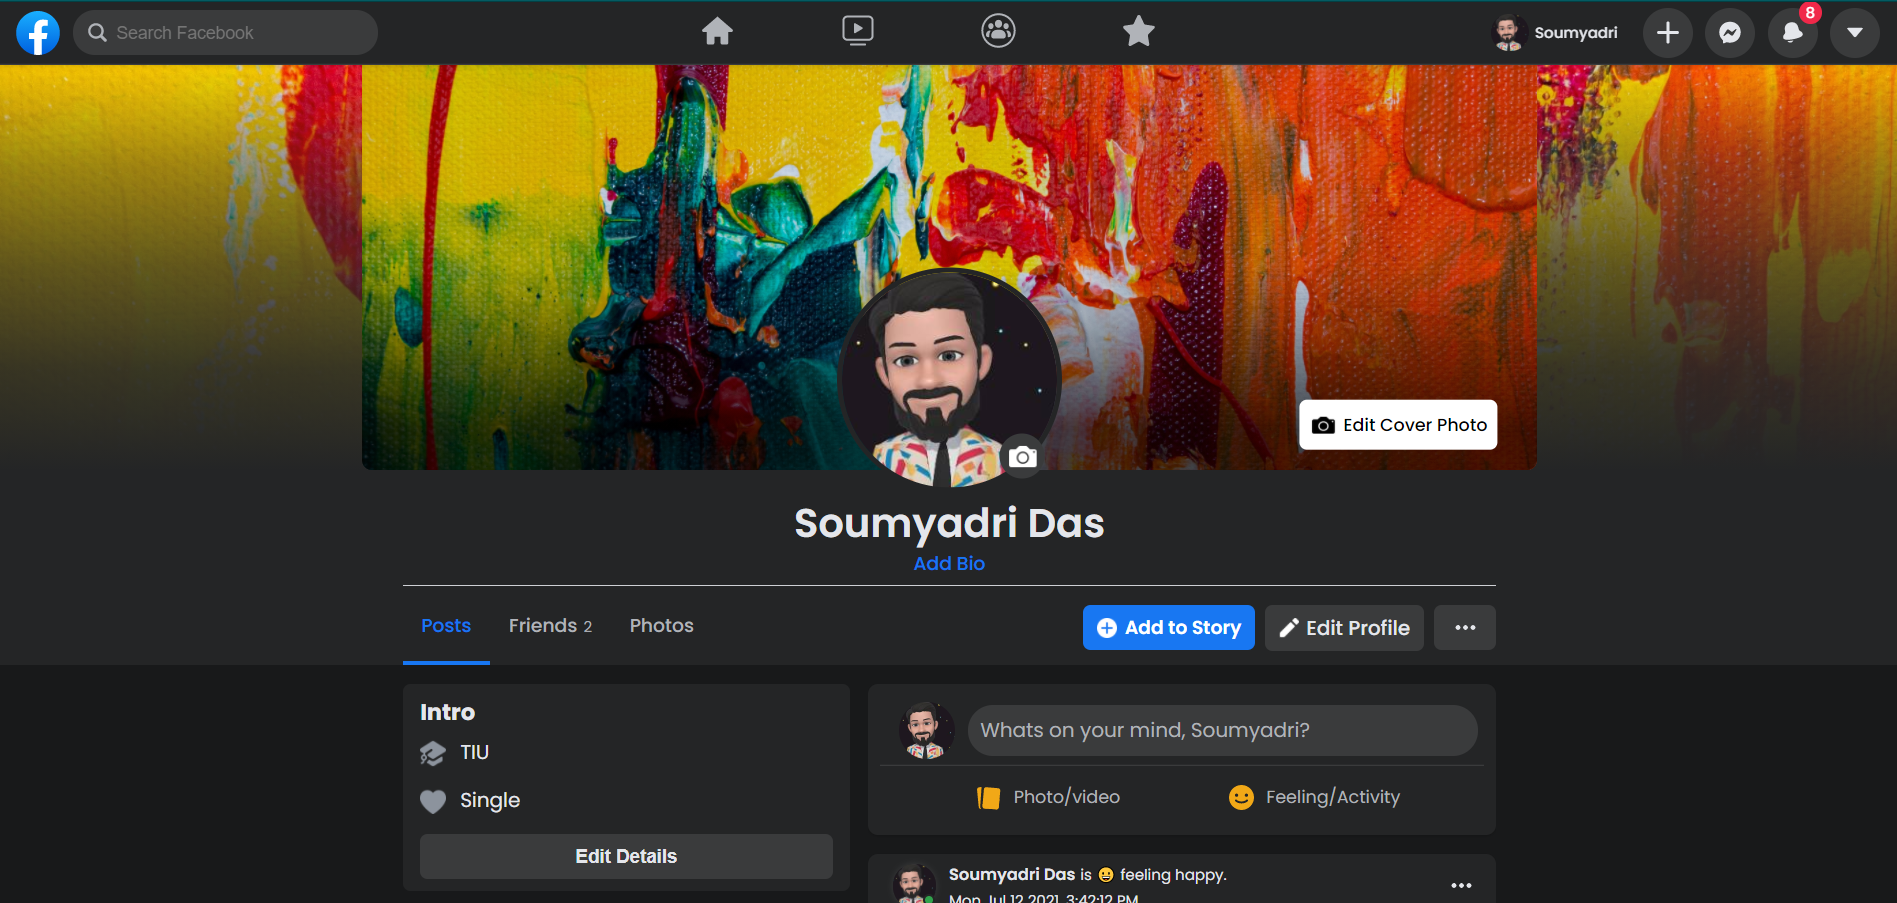 Search Facebook
Soumyadri
8
Edit Cover Photo
Soumyadri Das
Add Bio
Posts
Friends 2
Photos
Add to Story
Edit Profile
Intro
TIU
Single
Edit Details
Whats on your mind, Soumyadri?
Photo/video
Feeling/Activity
Soumyadri Das is 😀 feeling happy.
Mon Jul 12 2021, 3:42:12 PM